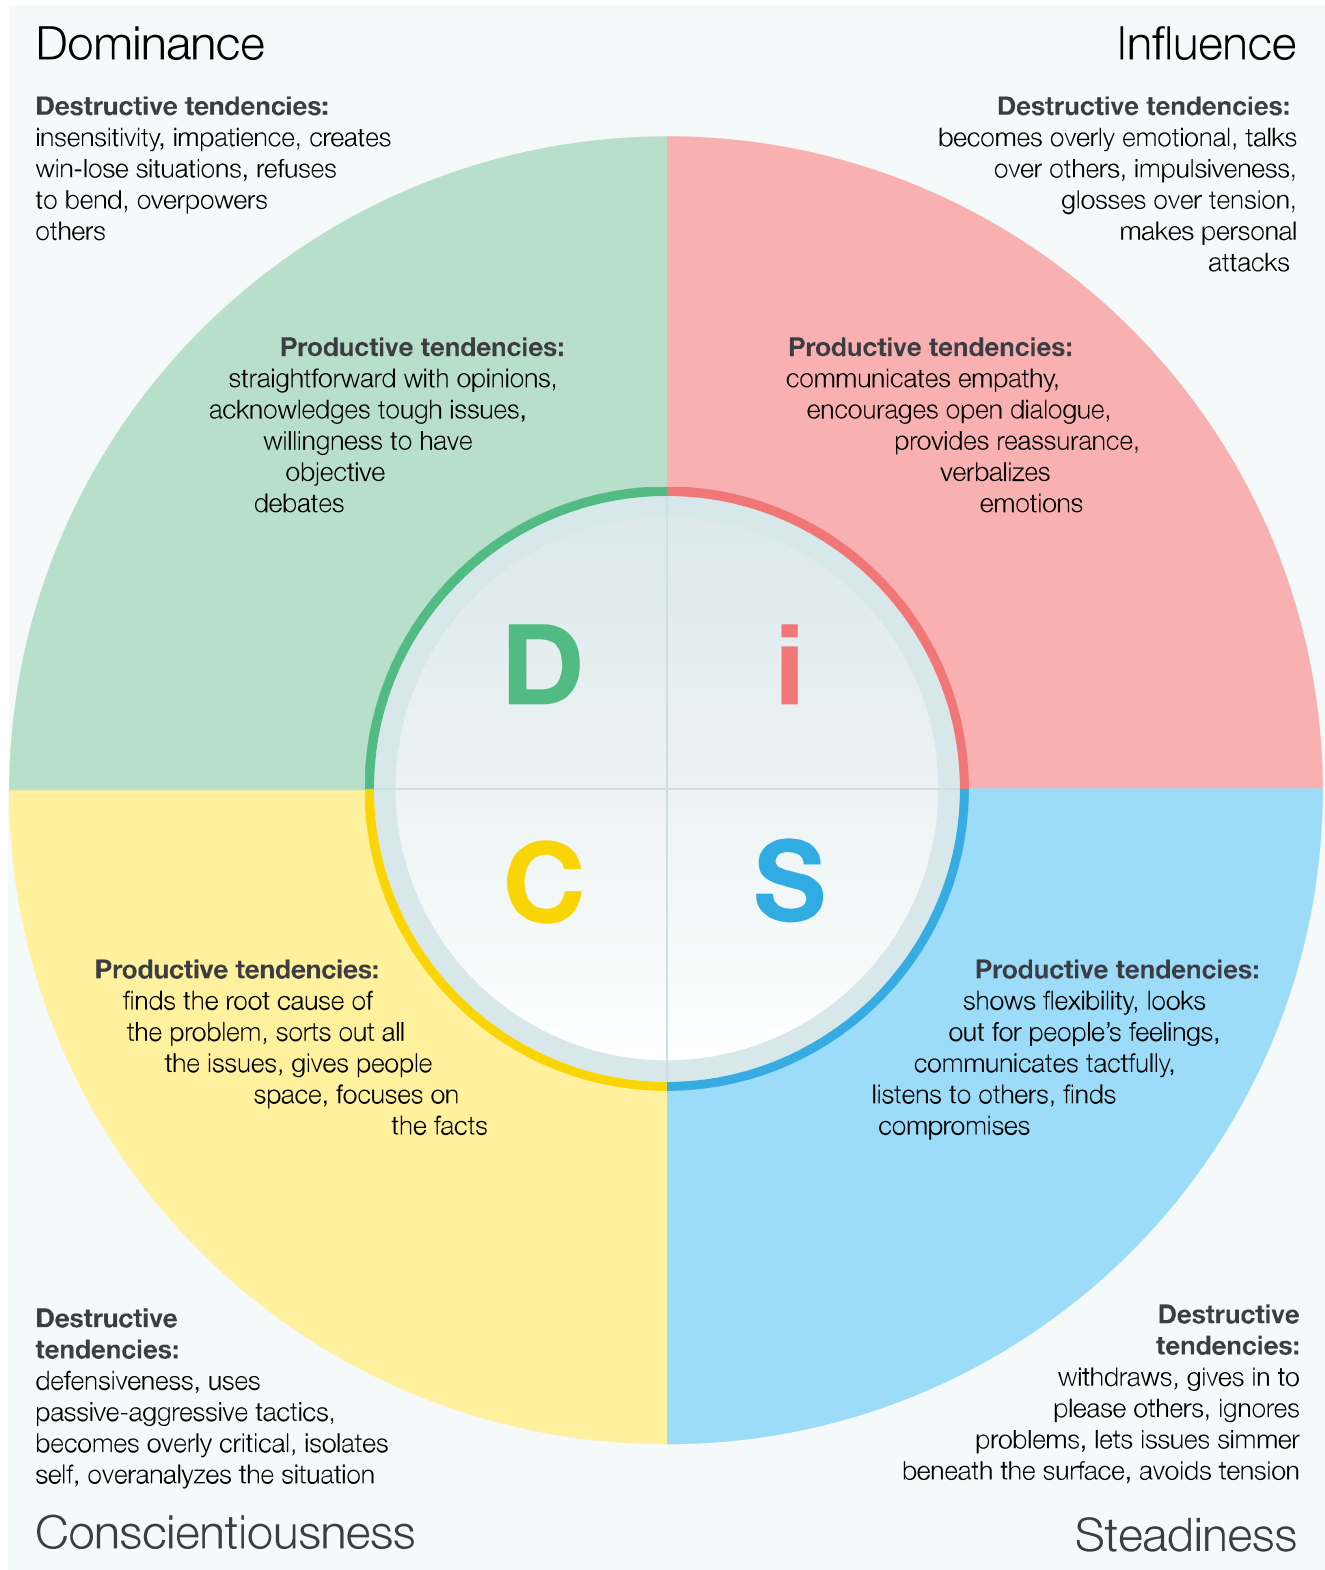 Dominance
Destructive tendencies:
insensitivity, impatience, creates
win-lose situations, refuses
to bend, overpowers
others
Influence
Destructive tendencies:
becomes overly emotional, talks
over others, impulsiveness,
glosses over tension,
makes personal
attacks
Productive tendencies:
straightforward with opinions,
acknowledges tough issues,
willingness to have
objective
debates
Productive tendencies:
communicates empathy,
encourages open dialogue,
provides reassurance,
verbalizes
emotions
D
i
C
S
Productive tendencies:
finds the root cause of
the problem, sorts out all
the issues, gives people
space, focuses on
the facts
Productive tendencies:
shows flexibility, looks
out for people’s feelings,
communicates tactfully,
listens to others, finds
compromises
Destructive
tendencies:
defensiveness, uses
passive-aggressive tactics,
becomes overly critical, isolates
self, overanalyzes the situation
Conscientiousness
Destructive
tendencies:
withdraws, gives in to
please others, ignores
problems, lets issues simmer
beneath the surface, avoids tension
Steadiness